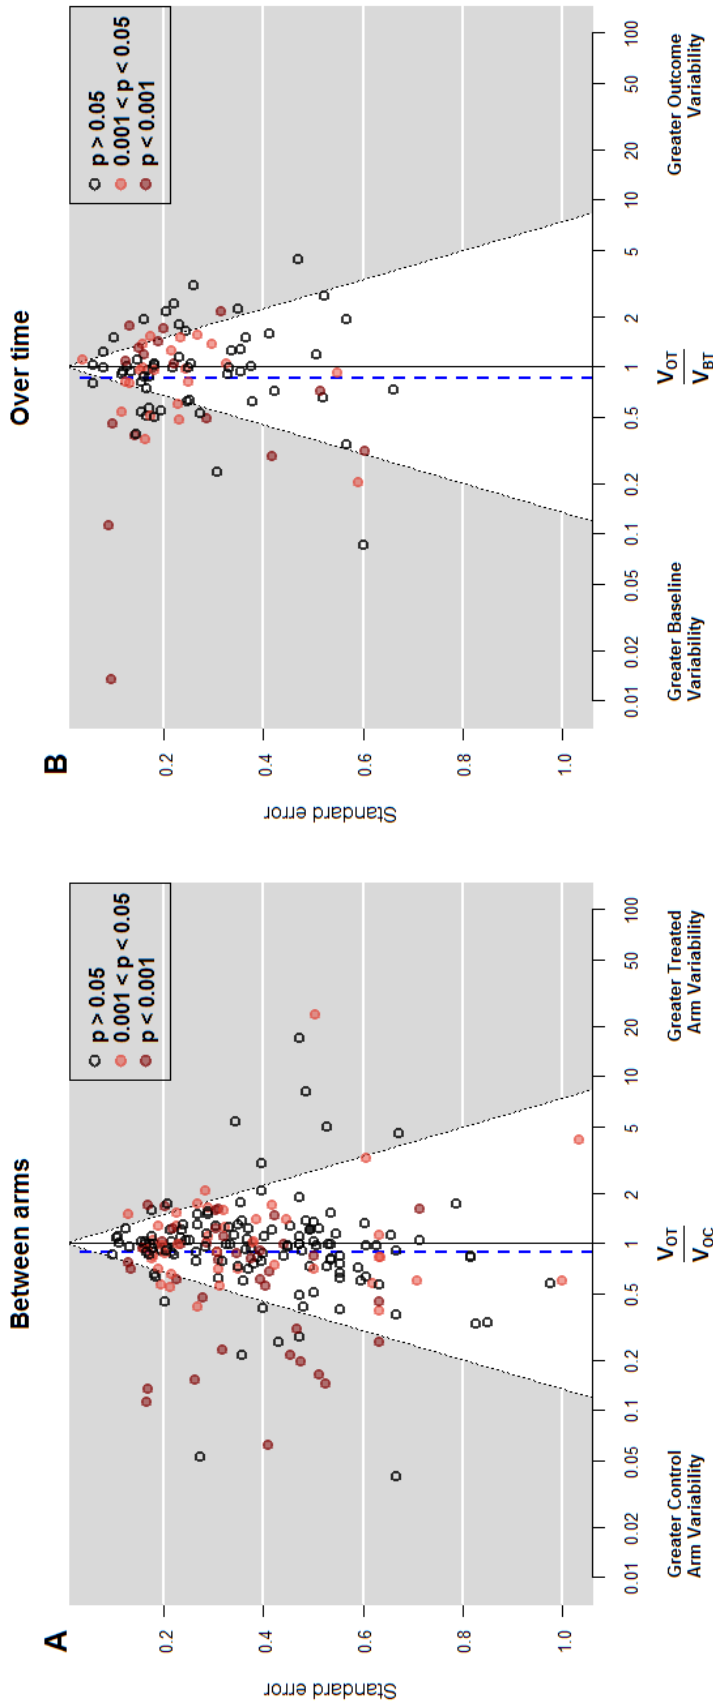 A
Between arms
p > 0.05
0.001 < p < 0.05
p < 0.001
Standard error
0.2
0.4
0.6
0.8
1.0
0.01
0.02
0.05
0.1
0.2
0.5
1
2
5
10
20
50
100
Greater Control
Arm Variability
V_OT
V_OC
Greater Treated
Arm Variability
B
Over time
p > 0.05
0.001 < p < 0.05
p < 0.001
Standard error
0.2
0.4
0.6
0.8
1.0
0.01
0.02
0.05
0.1
0.2
0.5
1
2
5
10
20
50
100
Greater Baseline
Variability
V_OT
V_BT
Greater Outcome
Variability